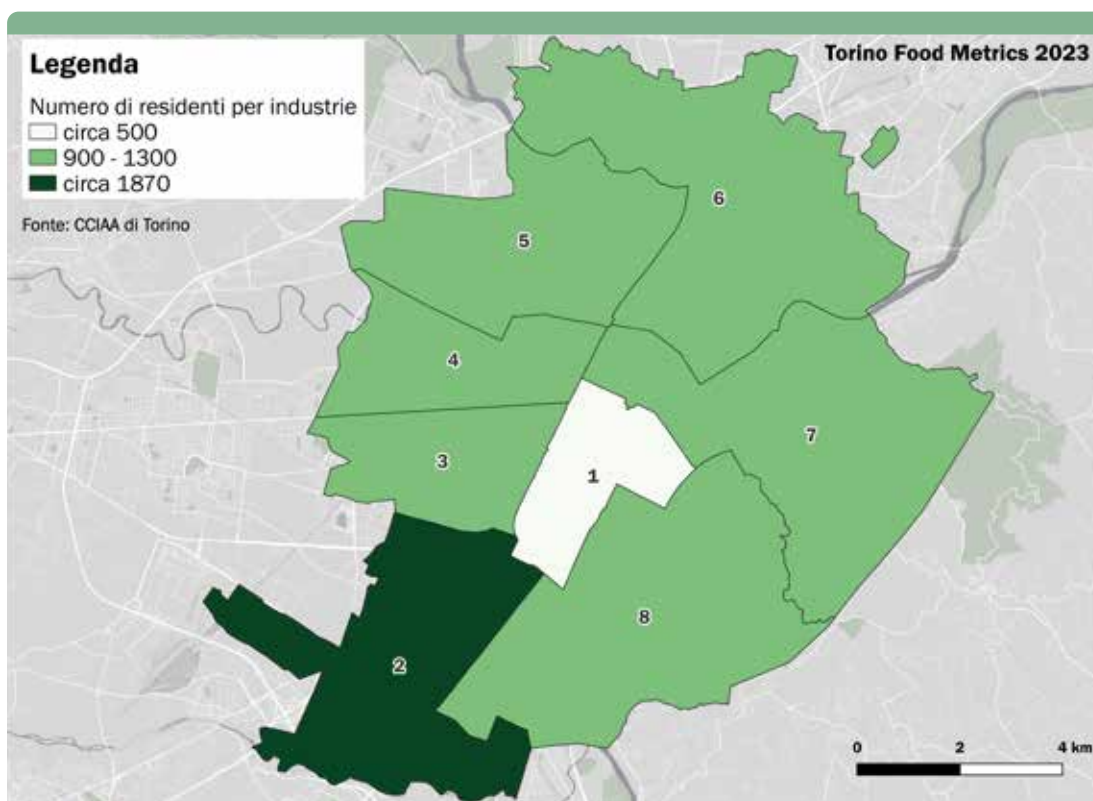 Torino Food Metrics 2023
Legenda
Numero di residenti per industrie
circa 500
900 - 1300
circa 1870
Fonte: CCIAA di Torino
6
5
4
7
3
1
8
2
0 2 4 km